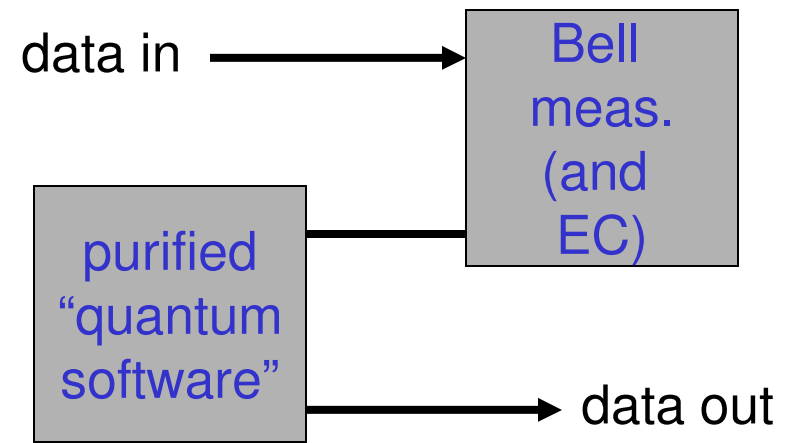 data in
Bell
meas.
(and
EC)
purified
“quantum
software”
data out